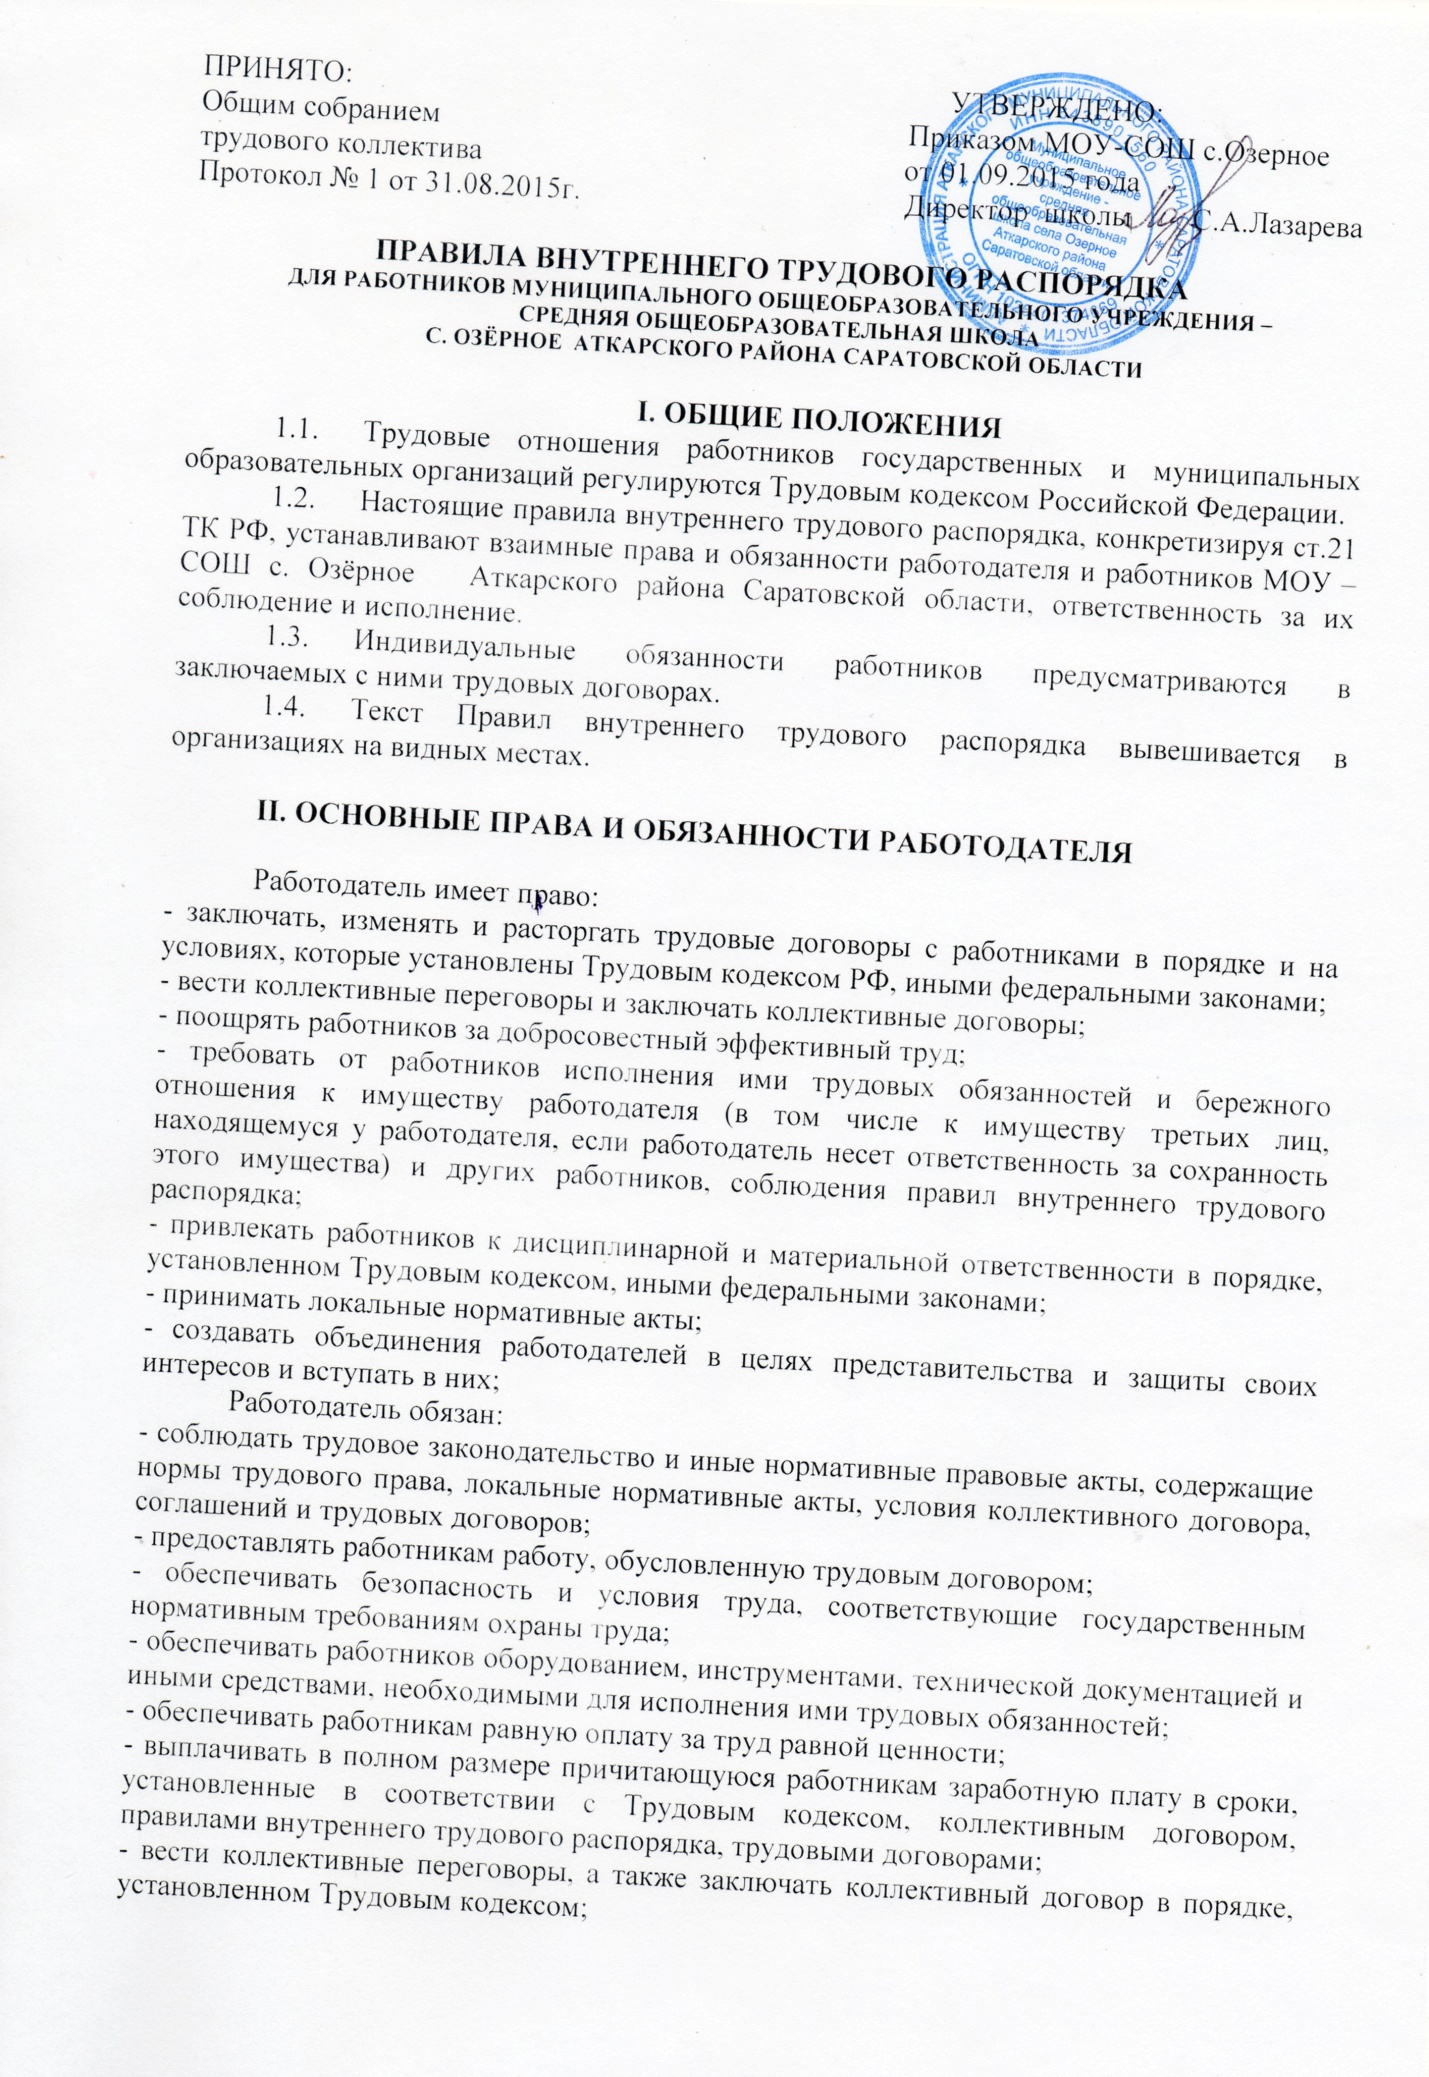 ПРИНЯТО:
Общим собранием
трудового коллектива
Протокол № 1 от 31.08.2015г.
УТВЕРЖДЕНО:
Приказом МОУ-СОШ с.Озерное
от 01.09.2015 года
Директор школы С.А.Лазарева
Муниципальное
общеобразовательное
учреждение -
средняя
общеобразовательная
школа села Озерное
Аткарского района
Саратовской области
ПРАВИЛА ВНУТРЕННЕГО ТРУДОВОГО РАСПОРЯДКА
ДЛЯ РАБОТНИКОВ МУНИЦИПАЛЬНОГО ОБЩЕОБРАЗОВАТЕЛЬНОГО УЧРЕЖДЕНИЯ –
СРЕДНЯЯ ОБЩЕОБРАЗОВАТЕЛЬНАЯ ШКОЛА
С. ОЗЁРНОЕ АТКАРСКОГО РАЙОНА САРАТОВСКОЙ ОБЛАСТИ
I. ОБЩИЕ ПОЛОЖЕНИЯ
1.1. Трудовые отношения работников государственных и муниципальных
образовательных организаций регулируются Трудовым кодексом Российской Федерации.
1.2. Настоящие правила внутреннего трудового распорядка, конкретизируя ст.21
ТК РФ, устанавливают взаимные права и обязанности работодателя и работников МОУ –
СОШ с. Озёрное Аткарского района Саратовской области, ответственность за их
соблюдение и исполнение.
1.3. Индивидуальные обязанности работников предусматриваются в
заключаемых с ними трудовых договорах.
1.4. Текст Правил внутреннего трудового распорядка вывешивается в
организациях на видных местах.
II. ОСНОВНЫЕ ПРАВА И ОБЯЗАННОСТИ РАБОТОДАТЕЛЯ
Работодатель имеет право:
- заключать, изменять и расторгать трудовые договоры с работниками в порядке и на
условиях, которые установлены Трудовым кодексом РФ, иными федеральными законами;
- вести коллективные переговоры и заключать коллективные договоры;
- поощрять работников за добросовестный эффективный труд;
- требовать от работников исполнения ими трудовых обязанностей и бережного
отношения к имуществу работодателя (в том числе к имуществу третьих лиц,
находящемуся у работодателя, если работодатель несет ответственность за сохранность
этого имущества) и других работников, соблюдения правил внутреннего трудового
распорядка;
- привлекать работников к дисциплинарной и материальной ответственности в порядке,
установленном Трудовым кодексом, иными федеральными законами;
- принимать локальные нормативные акты;
- создавать объединения работодателей в целях представительства и защиты своих
интересов и вступать в них;
Работодатель обязан:
- соблюдать трудовое законодательство и иные нормативные правовые акты, содержащие
нормы трудового права, локальные нормативные акты, условия коллективного договора,
соглашений и трудовых договоров;
- предоставлять работникам работу, обусловленную трудовым договором;
- обеспечивать безопасность и условия труда, соответствующие государственным
нормативным требованиям охраны труда;
- обеспечивать работников оборудованием, инструментами, технической документацией и
иными средствами, необходимыми для исполнения ими трудовых обязанностей;
- обеспечивать работникам равную оплату за труд равной ценности;
- выплачивать в полном размере причитающуюся работникам заработную плату в сроки,
установленные в соответствии с Трудовым кодексом, коллективным договором,
правилами внутреннего трудового распорядка, трудовыми договорами;
- вести коллективные переговоры, а также заключать коллективный договор в порядке,
установленном Трудовым кодексом;